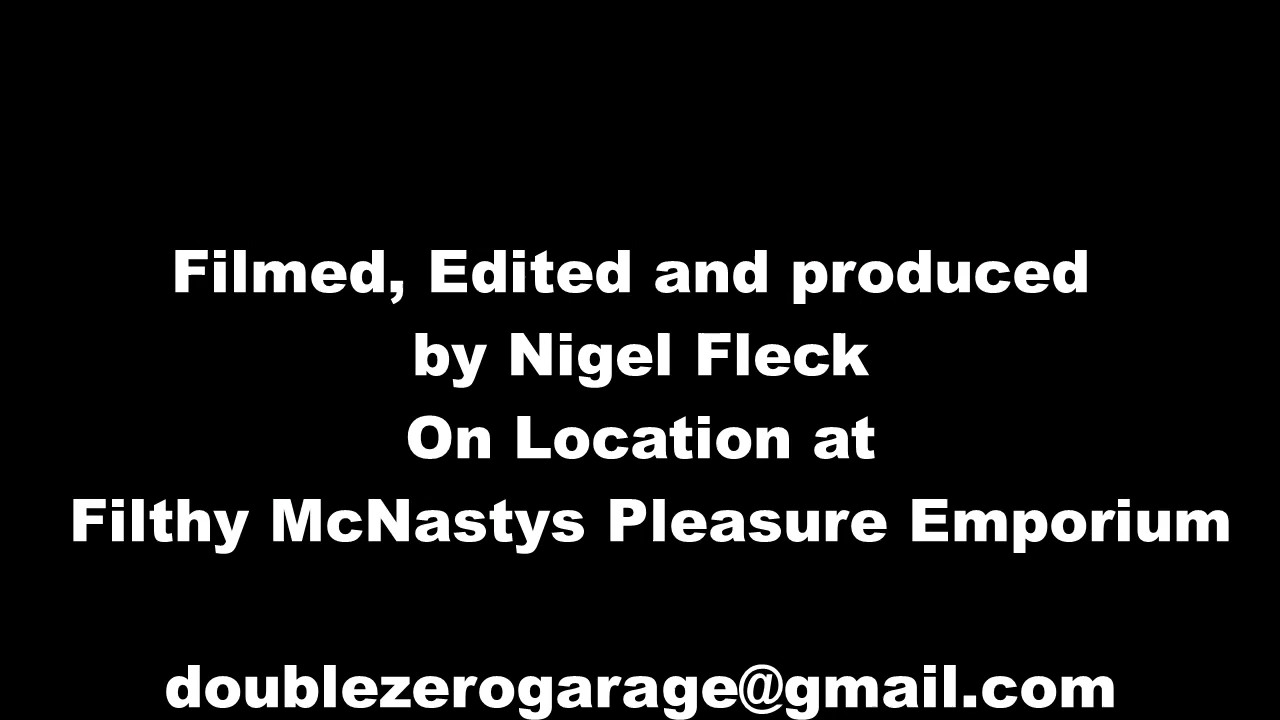 Filmed, Edited and produced
by Nigel Fleck
On Location at
Filthy McNastys Pleasure Emporium
doublezerogarage@gmail.com